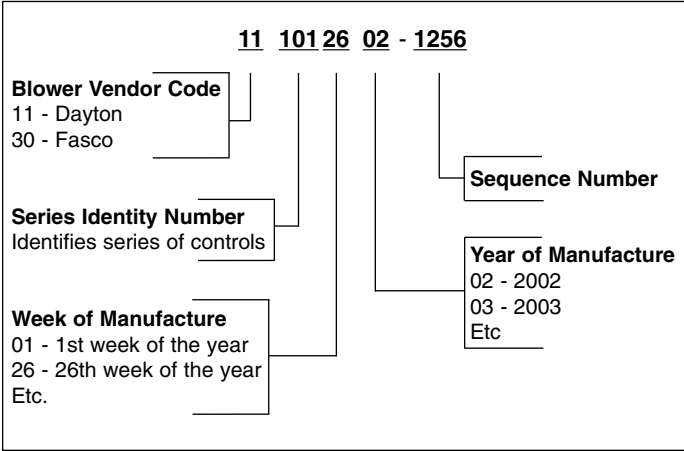 11 101 26 02 - 1256
Blower Vendor Code
11 - Dayton
30 - Fasco
Sequence Number
Series Identity Number
Identifies series of controls
Year of Manufacture
02 - 2002
03 - 2003
Etc
Week of Manufacture
01 - 1st week of the year
26 - 26th week of the year
Etc.